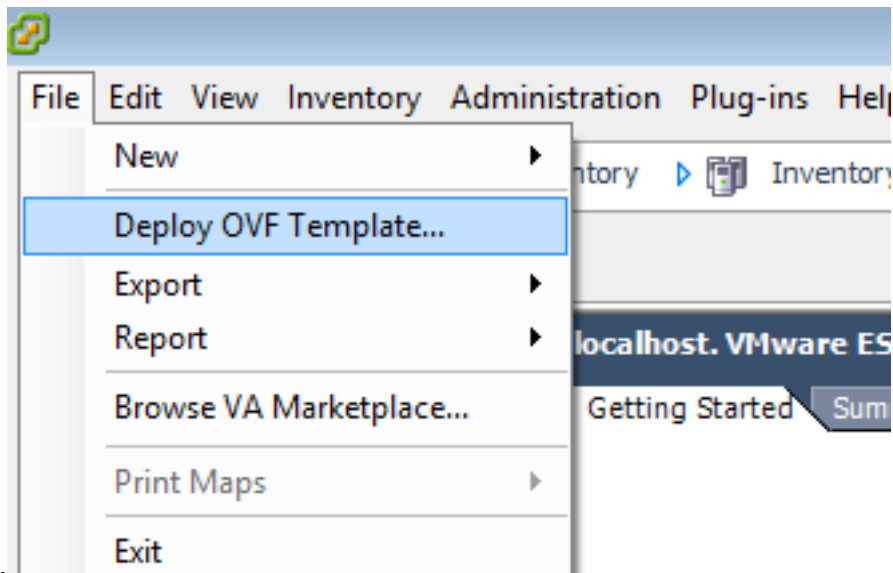 File Edit View Inventory Administration Plug-ins
New
Inventory
Deploy OVF Template...
Export
Report
localhost. VMware
Browse VA Marketplace...
Getting Started
Print Maps
Exit